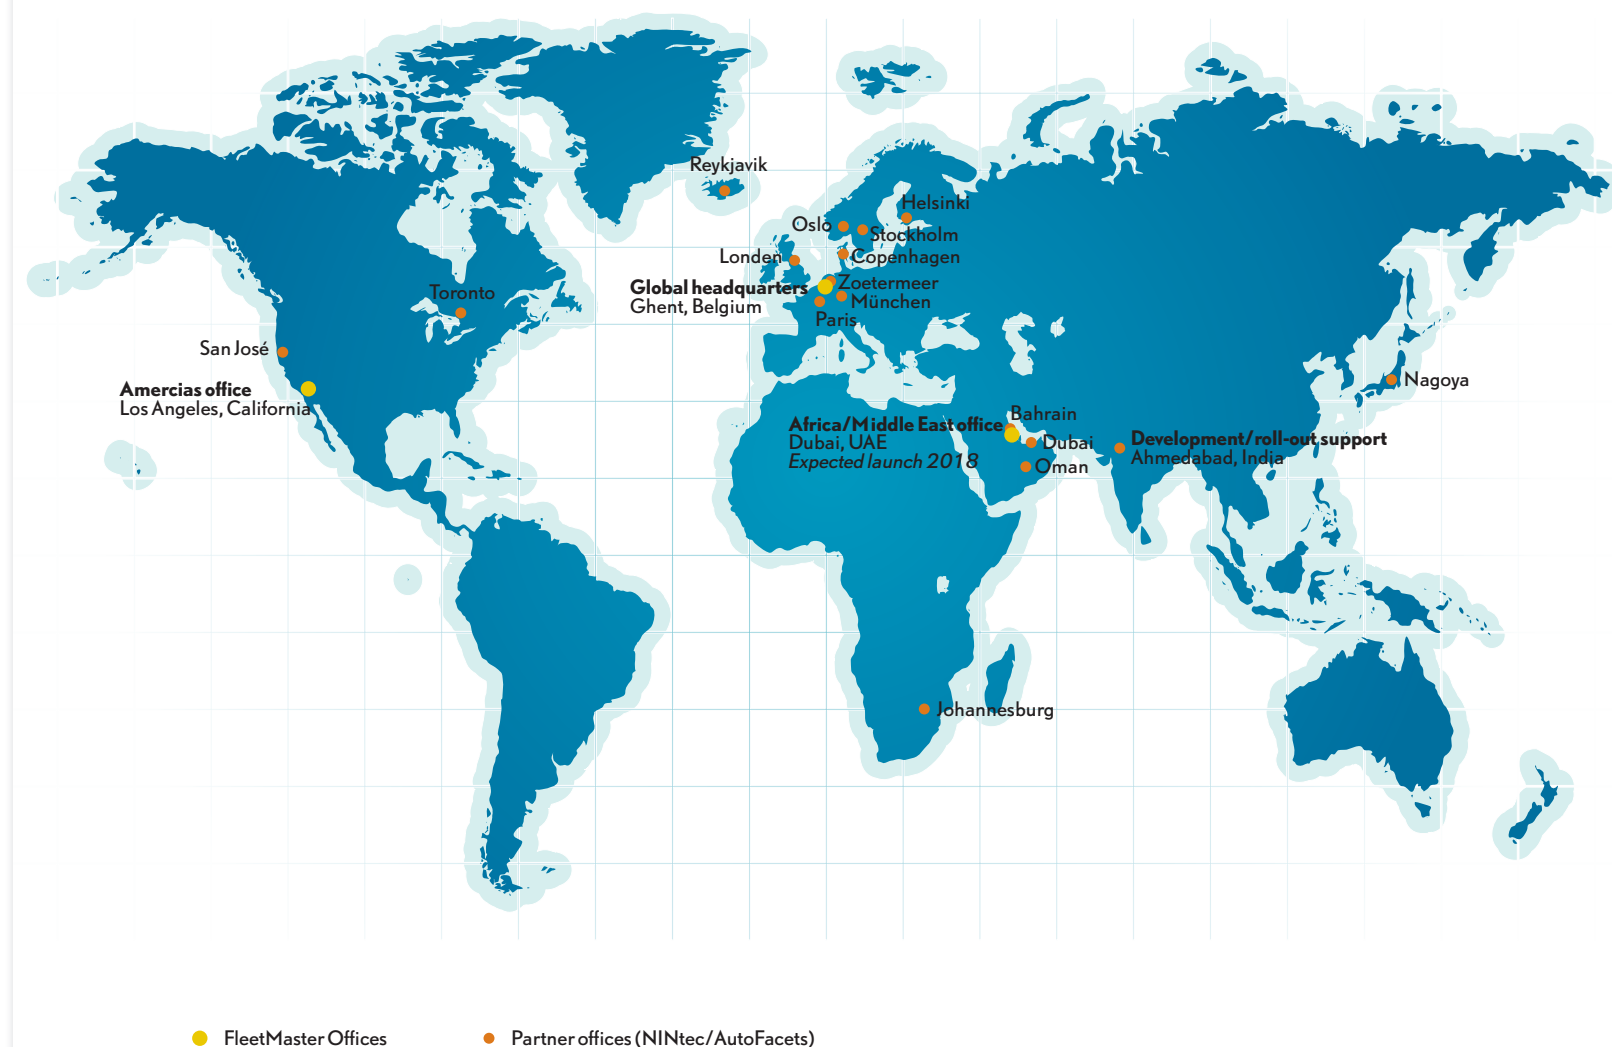 Reykjavik
Helsinki
Oslo
Stockholm
Londen
Copenhagen
Global headquarters
Ghent, Belgium
Zoetermeer
München
Paris
Toronto
San José
Amercias office
Los Angeles, California
Nagoya
Bahrain
Africa/Middle East office
Dubai, UAE
Expected launch 2018
Dubai
Oman
Development/roll-out support
Ahmedabad, India
Johannesburg
FleetMaster Offices
Partner offices (NINtec/AutoFacets)